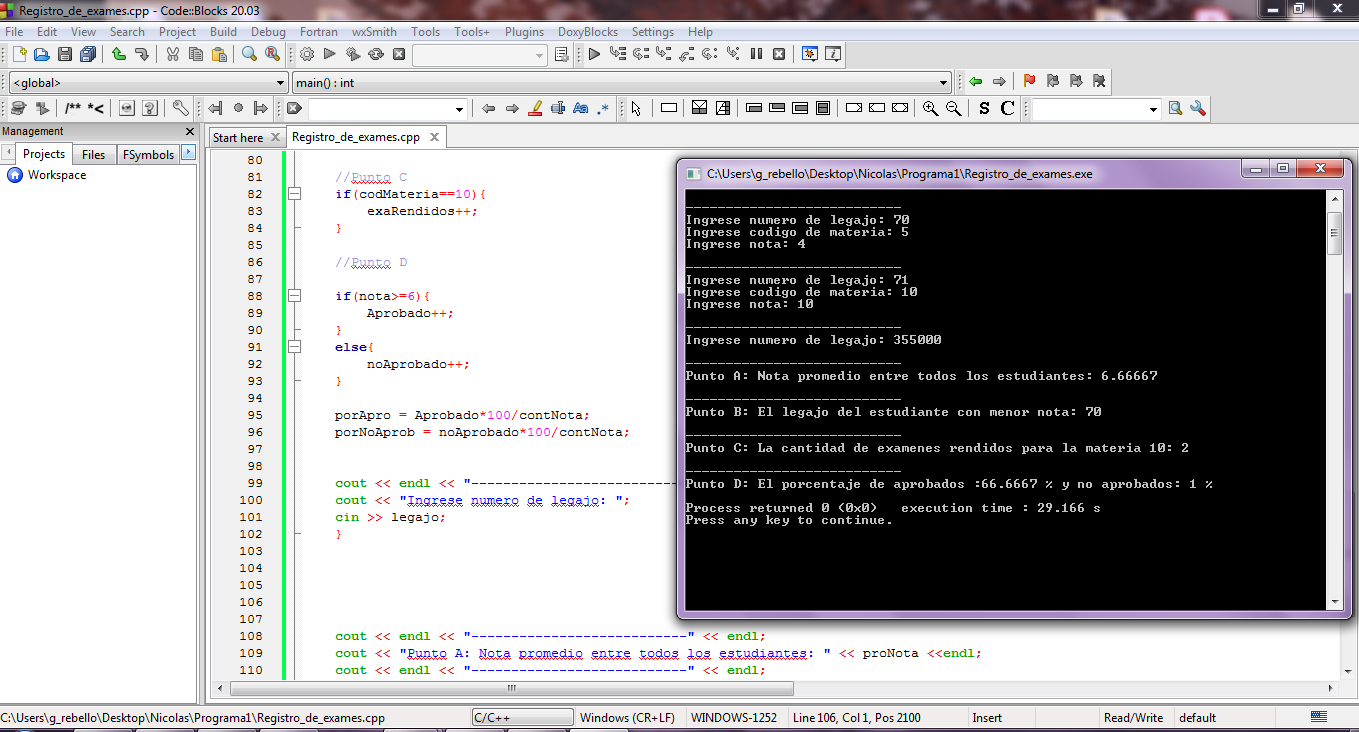 Registro_de_exames.cpp - Code::Blocks 20.03
File Edit View Search Project Build Debug Fortran wxSmith Tools Tools+ Plugins DoxyBlocks Settings Help
<global>
main() : int
/** *<
S C
Management
Projects Files FSymbols
Workspace
Start here
Registro_de_exames.cpp
80
81 //Punto C
82 if(codMateria==10){
83 exaRendidos++;
84 }
85
86 //Punto D
87
88 if(nota>=6){
89 Aprobado++;
90 }
91 else{
92 noAprobado++;
93 }
94
95 porApro = Aprobado*100/contNota;
96 porNoAprob = noAprobado*100/contNota;
97
98
99 cout << endl << "--------------------------
100 cout << "Ingrese numero de legajo: ";
101 cin >> legajo;
102 }
103
104
105
106
107
108 cout << endl << "---------------------------" << endl;
109 cout << "Punto A: Nota promedio entre todos los estudiantes: " << proNota <<endl;
110 cout << endl << "---------------------------" << endl;
C:\Users\g_rebello\Desktop\Nicolas\Programa1\Registro_de_exames.exe
---------------------------
Ingrese numero de legajo: 70
Ingrese codigo de materia: 5
Ingrese nota: 4
---------------------------
Ingrese numero de legajo: 71
Ingrese codigo de materia: 10
Ingrese nota: 10
---------------------------
Ingrese numero de legajo: 355000
---------------------------
Punto A: Nota promedio entre todos los estudiantes: 6.66667
---------------------------
Punto B: El legajo del estudiante con menor nota: 70
---------------------------
Punto C: La cantidad de examenes rendidos para la materia 10: 2
---------------------------
Punto D: El porcentaje de aprobados :66.6667 % y no aprobados: 1 %
Process returned 0 (0x0) execution time : 29.166 s
Press any key to continue.
C:\Users\g_rebello\Desktop\Nicolas\Programa1\Registro_de_exames.cpp
C/C++
Windows (CR+LF)
WINDOWS-1252
Line 106, Col 1, Pos 2100
Insert
Read/Write
default